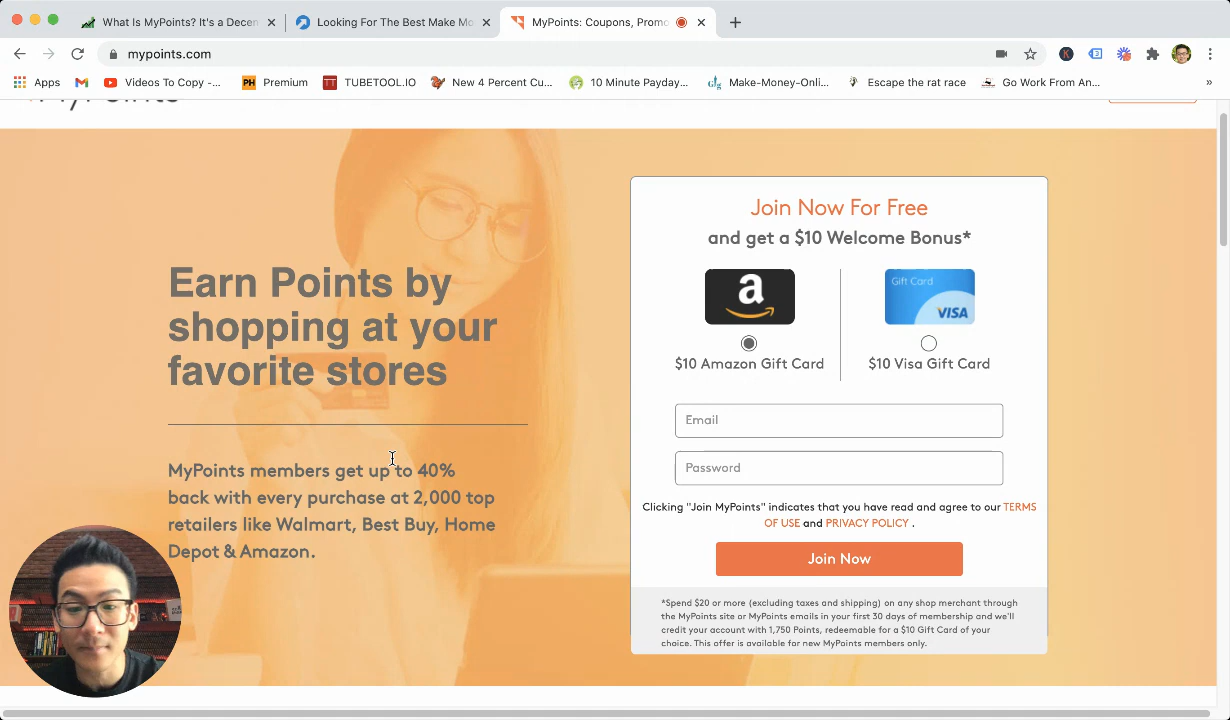 What Is MyPoints? It's a Decen
Looking For The Best Make Mo
MyPoints: Coupons, Promo
mypoints.com
Apps
Videos To Copy -...
PH
Premium
TT
TUBETOOL.IO
New 4 Percent Cu...
10 Minute Payday...
Make-Money-Onli...
Escape the rat race
Go Work From An...
»
MyPoints
Earn Points by
shopping at your
favorite stores
MyPoints members get up to 40%
back with every purchase at 2,000 top
retailers like Walmart, Best Buy, Home
Depot & Amazon.
Join Now For Free
and get a $10 Welcome Bonus*
a
Gift Card
VISA
$10 Amazon Gift Card
$10 Visa Gift Card
Email
Password
Clicking "Join MyPoints" indicates that you have read and agree to our TERMS
OF USE and PRIVACY POLICY .
Join Now
*Spend $20 or more (excluding taxes and shipping) on any shop merchant through
the MyPoints site or MyPoints emails in your first 30 days of membership and we'll
credit your account with 1,750 Points, redeemable for a $10 Gift Card of your
choice. This offer is available for new MyPoints members only.